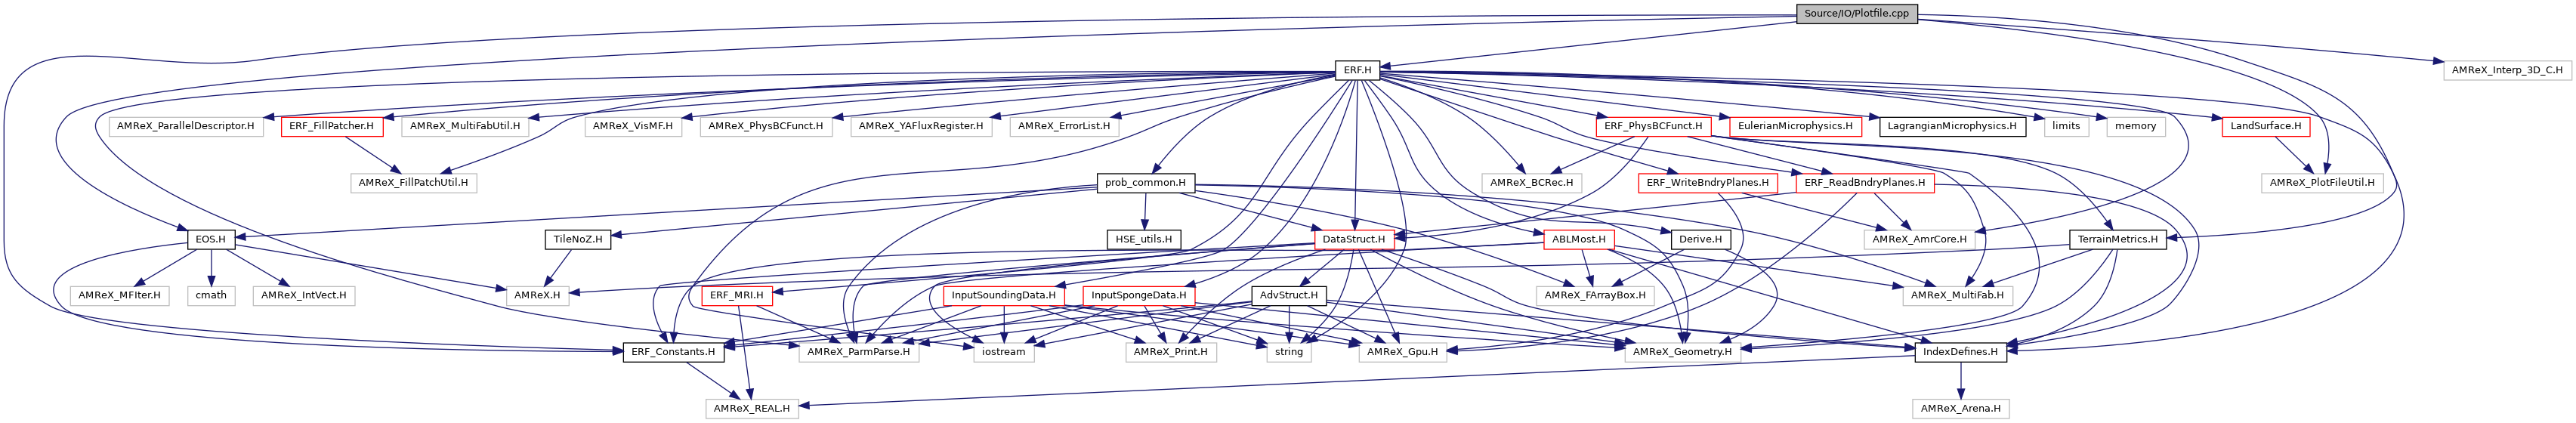 Source/IO/Plotfile.cpp
ERF.H
AMReX_Interp_3D_C.H
AMReX_ParallelDescriptor.H
ERF_FillPatcher.H
AMReX_MultiFabUtil.H
AMReX_VisMF.H
AMReX_PhysBCFunct.H
AMReX_YAFluxRegister.H
AMReX_ErrorList.H
ERF_PhysBCFunct.H
EulerianMicrophysics.H
LagrangianMicrophysics.H
limits
memory
LandSurface.H
AMReX_FillPatchUtil.H
prob_common.H
AMReX_BCRec.H
ERF_WriteBndryPlanes.H
ERF_ReadBndryPlanes.H
AMReX_PlotFileUtil.H
EOS.H
TileNoZ.H
HSE_utils.H
DataStruct.H
ABLMost.H
Derive.H
AMReX_AmrCore.H
TerrainMetrics.H
AMReX_MFIter.H
cmath
AMReX_IntVect.H
AMReX.H
ERF_MRI.H
InputSoundingData.H
InputSpongeData.H
AdvStruct.H
AMReX_FArrayBox.H
AMReX_MultiFab.H
ERF_Constants.H
AMReX_ParmParse.H
iostream
AMReX_Print.H
string
AMReX_Gpu.H
AMReX_Geometry.H
IndexDefines.H
AMReX_REAL.H
AMReX_Arena.H